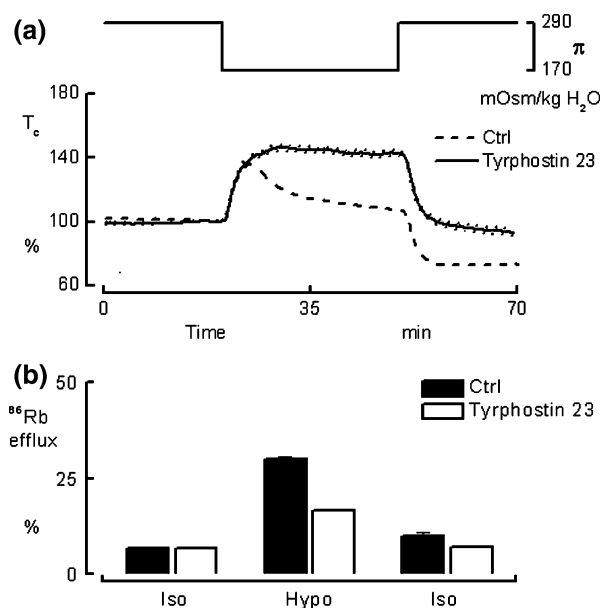 (a)
290
π
170
mOsm/kg H₂O
180
T꜀
140
100
%
60
Ctrl
Tyrphostin 23
0 35 70
Time min
(b)
50
⁸⁶Rb
efflux
25
%
0
Ctrl
Tyrphostin 23
Iso Hypo Iso